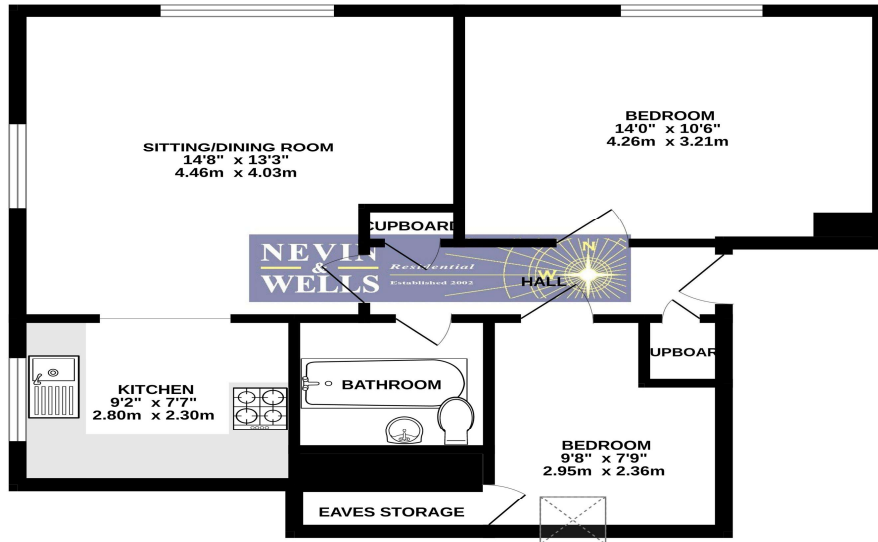 BEDROOM
14'0" x 10'6"
4.26m x 3.21m
SITTING/DINING ROOM
14'8" x 13'3"
4.46m x 4.03m
CUPBOARD
NEVIN
&
WELLS
Residential
Established 2002
N
W
HALL
UPBOAR
KITCHEN
9'2" x 7'7"
2.80m x 2.30m
BATHROOM
BEDROOM
9'8" x 7'9"
2.95m x 2.36m
EAVES STORAGE